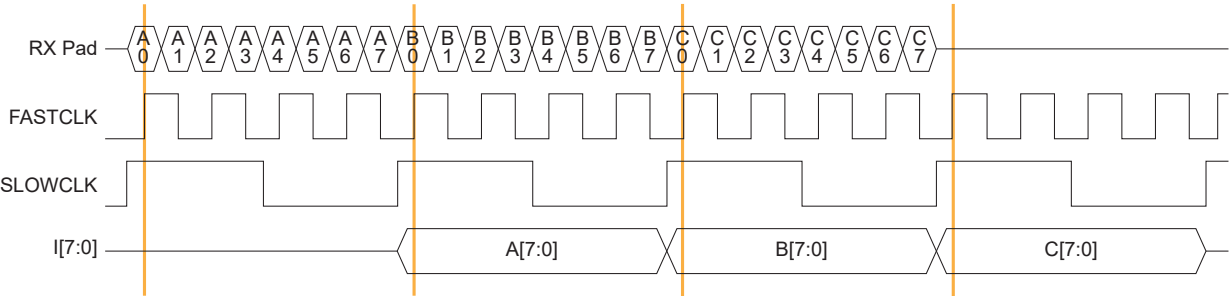 RX Pad A0 A1 A2 A3 A4 A5 A6 A7 B0 B1 B2 B3 B4 B5 B6 B7 C0 C1 C2 C3 C4 C5 C6 C7
FASTCLK
SLOWCLK
I[7:0] A[7:0] B[7:0] C[7:0]